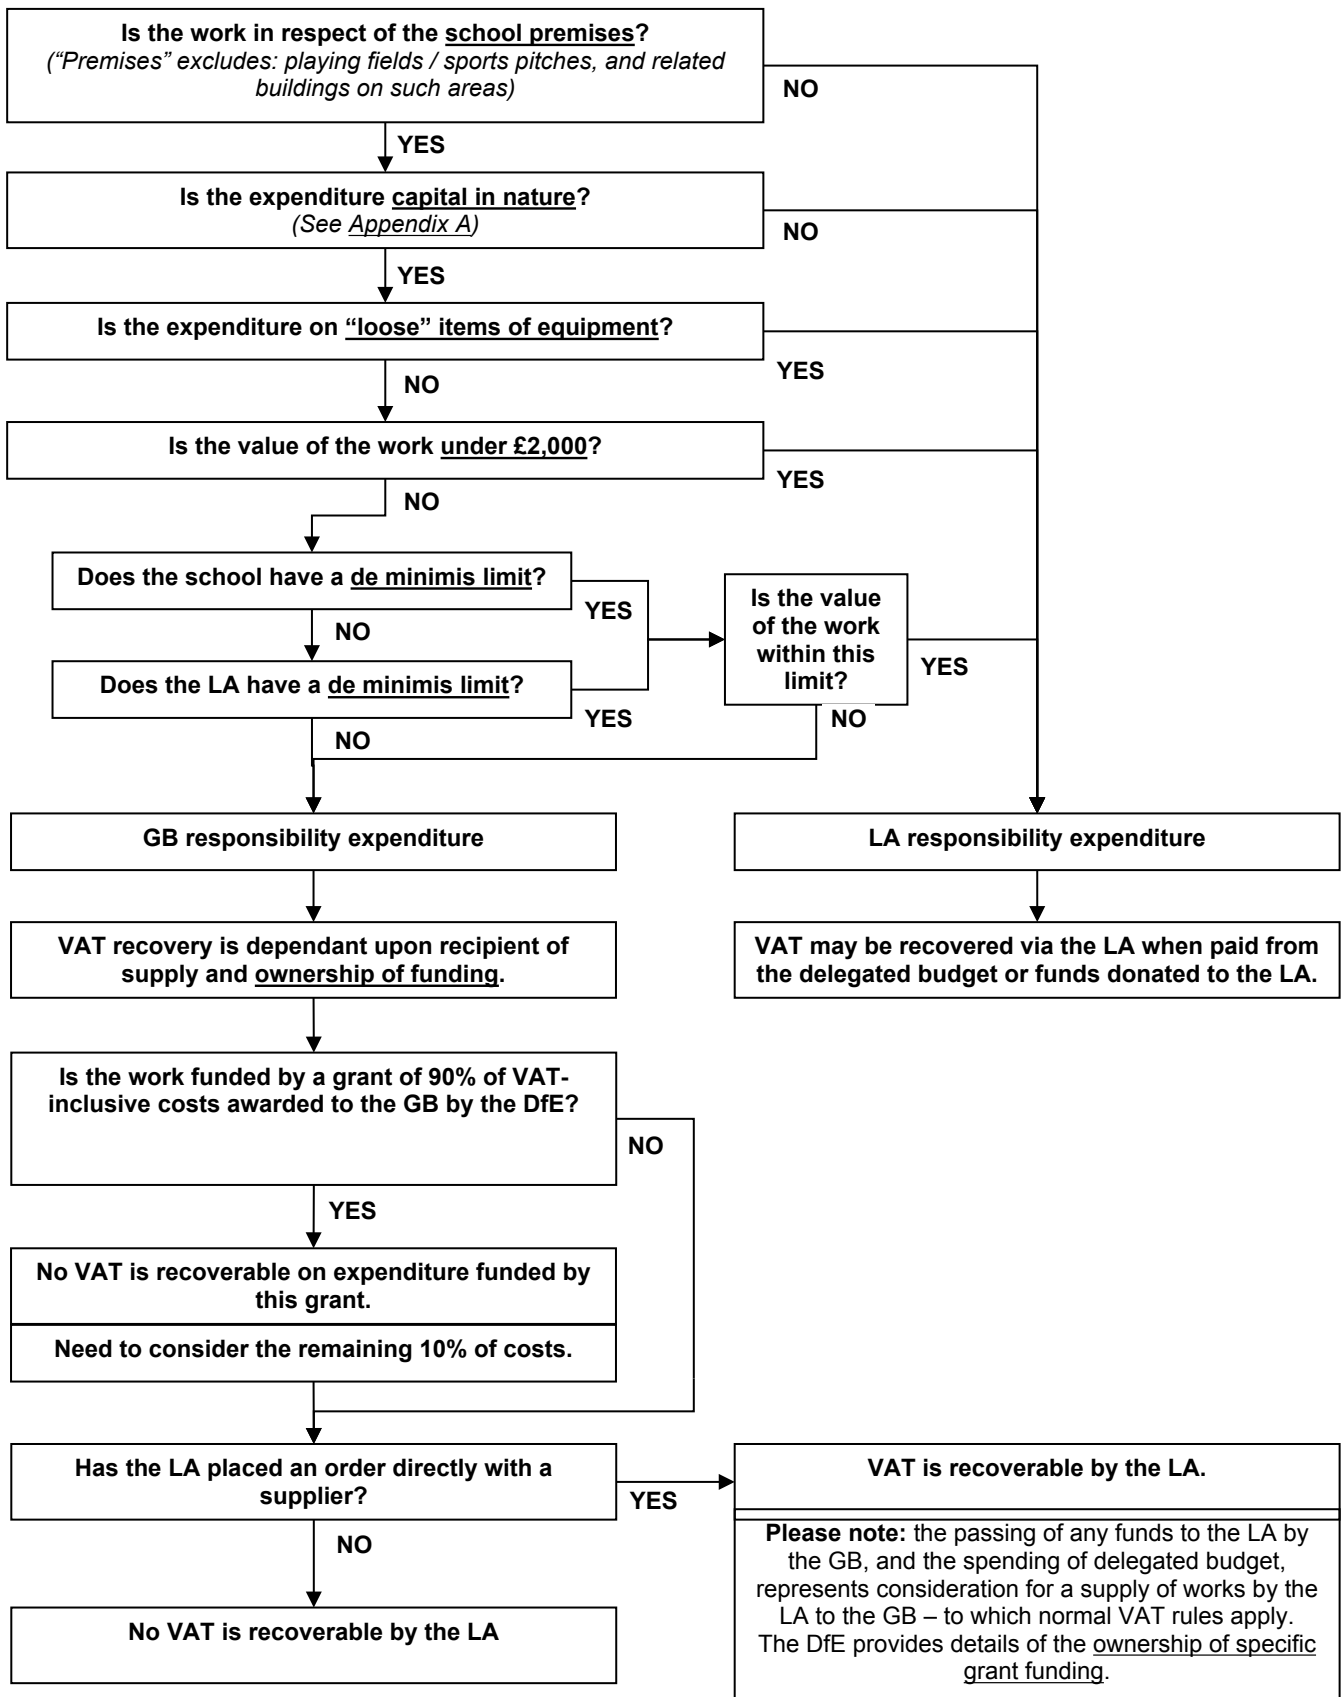 Is the work in respect of the school premises?
(“Premises” excludes: playing fields / sports pitches, and related
buildings on such areas)
NO
YES
Is the expenditure capital in nature?
(See Appendix A)
NO
YES
Is the expenditure on “loose” items of equipment?
YES
NO
Is the value of the work under £2,000?
YES
NO
Does the school have a de minimis limit?
YES
NO
Does the LA have a de minimis limit?
YES
NO
Is the value
of the work
within this
limit?
YES
NO
GB responsibility expenditure
LA responsibility expenditure
VAT recovery is dependant upon recipient of
supply and ownership of funding.
VAT may be recovered via the LA when paid from
the delegated budget or funds donated to the LA.
Is the work funded by a grant of 90% of VAT-
inclusive costs awarded to the GB by the DfE?
NO
YES
No VAT is recoverable on expenditure funded by
this grant.
Need to consider the remaining 10% of costs.
Has the LA placed an order directly with a
supplier?
YES
NO
VAT is recoverable by the LA.
Please note: the passing of any funds to the LA by
the GB, and the spending of delegated budget,
represents consideration for a supply of works by the
LA to the GB – to which normal VAT rules apply.
The DfE provides details of the ownership of specific
grant funding.
No VAT is recoverable by the LA